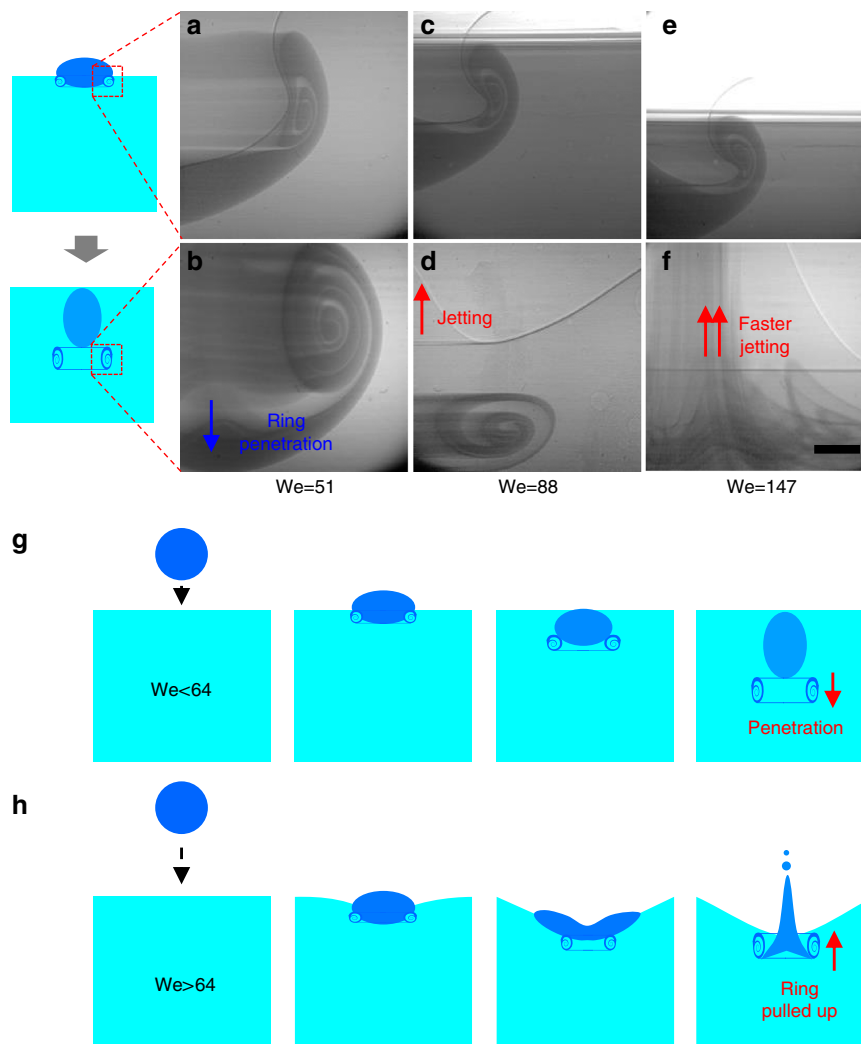 a
c
e
b
d
f
Jetting
Faster
jetting
Ring
penetration
We=51
We=88
We=147
g
We<64
Penetration
h
We>64
Ring
pulled up